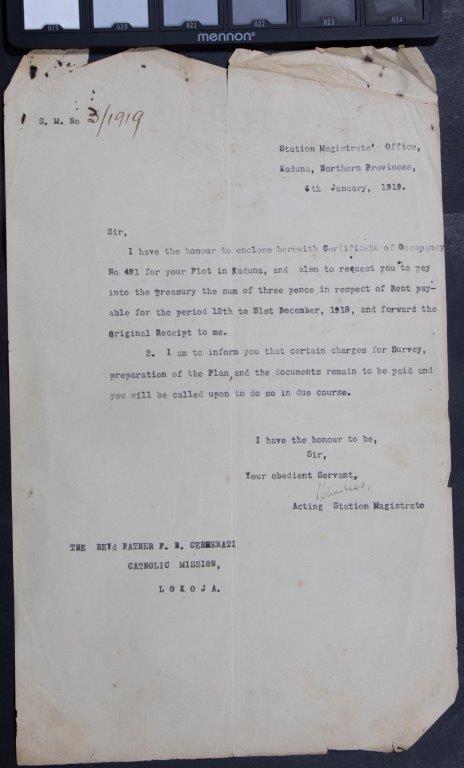 019 020 021 022 023 024
mennon
S. M. No 3/1919
Station Magistrate' Office,
Kaduna, Northern Provinces,
6th January, 1919.
Sir,
I have the honour to enclose herewith Certificate of Occupancy
No 491 for your Plot in Kaduna, and also to request you to pay
into the Treasury the sum of three pence in respect of Rent pay-
able for the period 12th to 31st December, 1918, and forward the
original Receipt to me.
2. I am to inform you that certain charges for Survey,
preparation of the Plan and the documents remain to be paid and
you will be called upon to do so in due course.
I have the honour to be,
Sir,
Your obedient Servant,
Acting Station Magistrate
THE REVd FATHER F. M. CERMENATI
CATHOLIC MISSION,
LOKOJA.